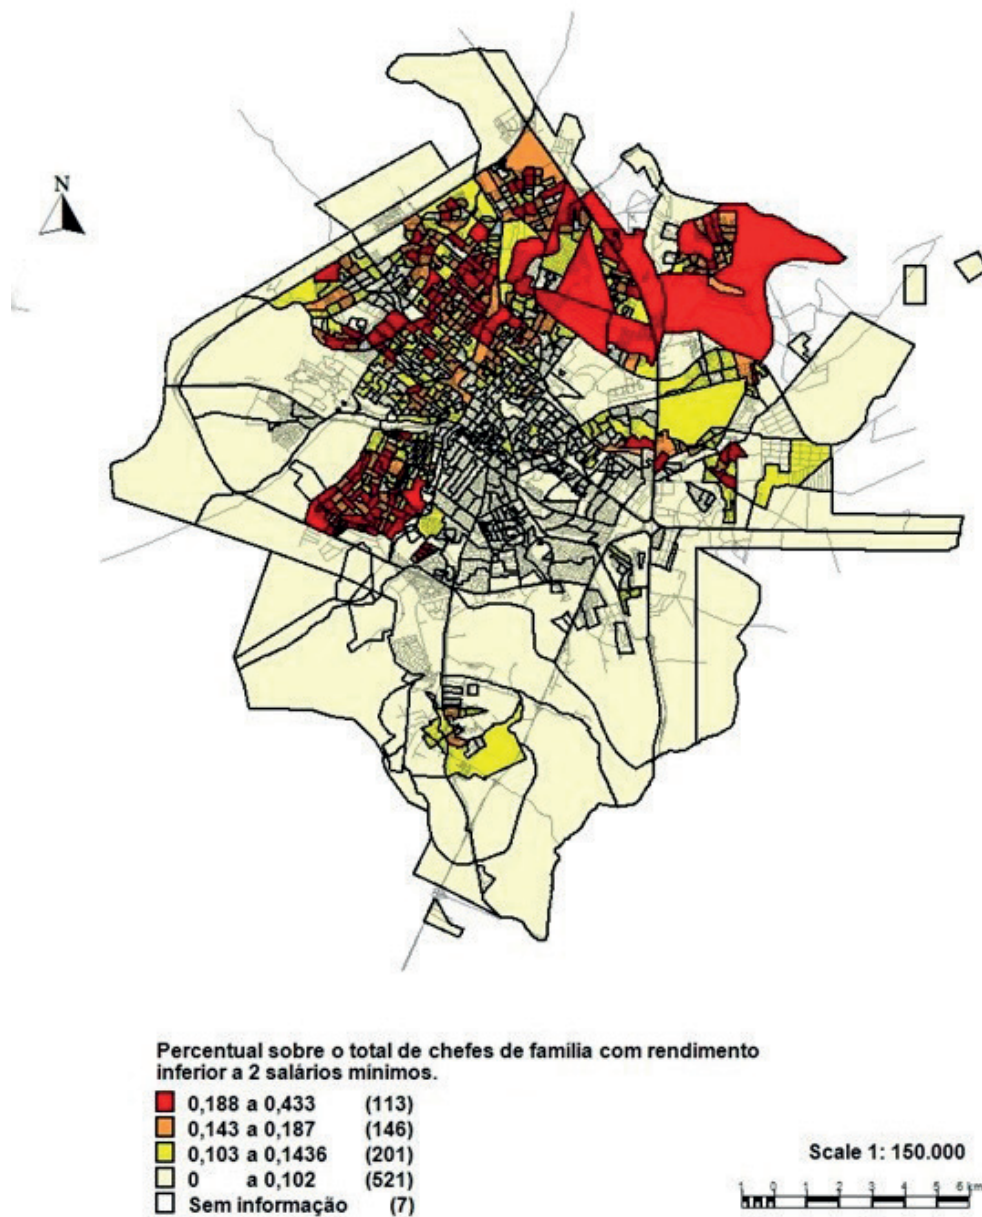 N
Percentual sobre o total de chefes de família com rendimento
inferior a 2 salários mínimos.
0,188 a 0,433 (113)
0,143 a 0,187 (146)
0,103 a 0,1436 (201)
0 a 0,102 (521)
Sem informação (7)
Scale 1: 150.000
1 0 1 2 3 4 5 6 km